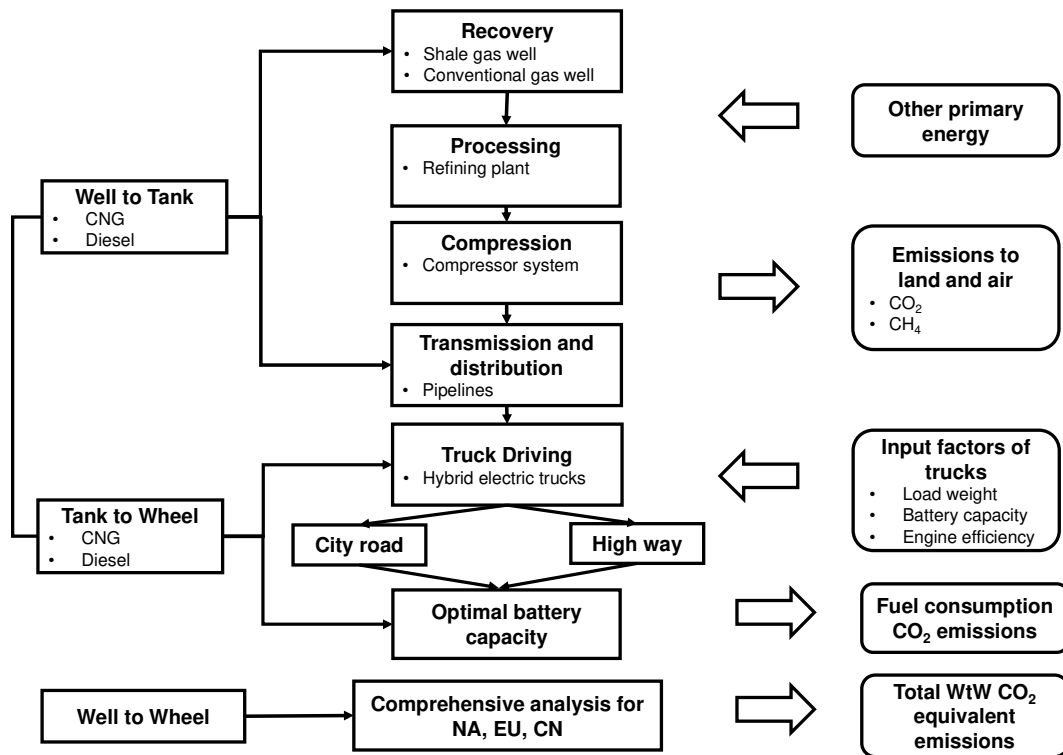 Recovery
• Shale gas well
• Conventional gas well
Other primary
energy
Processing
• Refining plant
Well to Tank
• CNG
• Diesel
Compression
• Compressor system
Emissions to
land and air
• CO₂
• CH₄
Transmission and
distribution
• Pipelines
Truck Driving
• Hybrid electric trucks
Input factors of
trucks
• Load weight
• Battery capacity
• Engine efficiency
Tank to Wheel
• CNG
• Diesel
City road
High way
Optimal battery
capacity
Fuel consumption
CO₂ emissions
Well to Wheel
Comprehensive analysis for
NA, EU, CN
Total WtW CO₂
equivalent
emissions